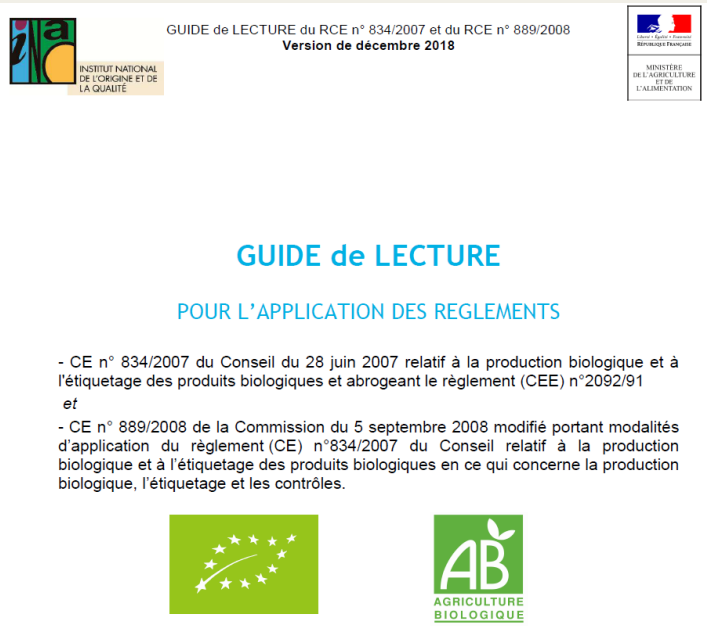 inao
INSTITUT NATIONAL
DE L'ORIGINE ET DE
LA QUALITÉ
GUIDE de LECTURE du RCE n° 834/2007 et du RCE n° 889/2008
Version de décembre 2018
Liberté • Égalité • Fraternité
RÉPUBLIQUE FRANÇAISE
MINISTÈRE
DE L'AGRICULTURE
ET DE
L'ALIMENTATION
GUIDE de LECTURE
POUR L'APPLICATION DES REGLEMENTS
- CE n° 834/2007 du Conseil du 28 juin 2007 relatif à la production biologique et à
l'étiquetage des produits biologiques et abrogeant le règlement (CEE) n°2092/91
et
- CE n° 889/2008 de la Commission du 5 septembre 2008 modifié portant modalités
d'application du règlement (CE) n°834/2007 du Conseil relatif à la production
biologique et à l'étiquetage des produits biologiques en ce qui concerne la production
biologique, l'étiquetage et les contrôles.
AB
AGRICULTURE
BIOLOGIQUE